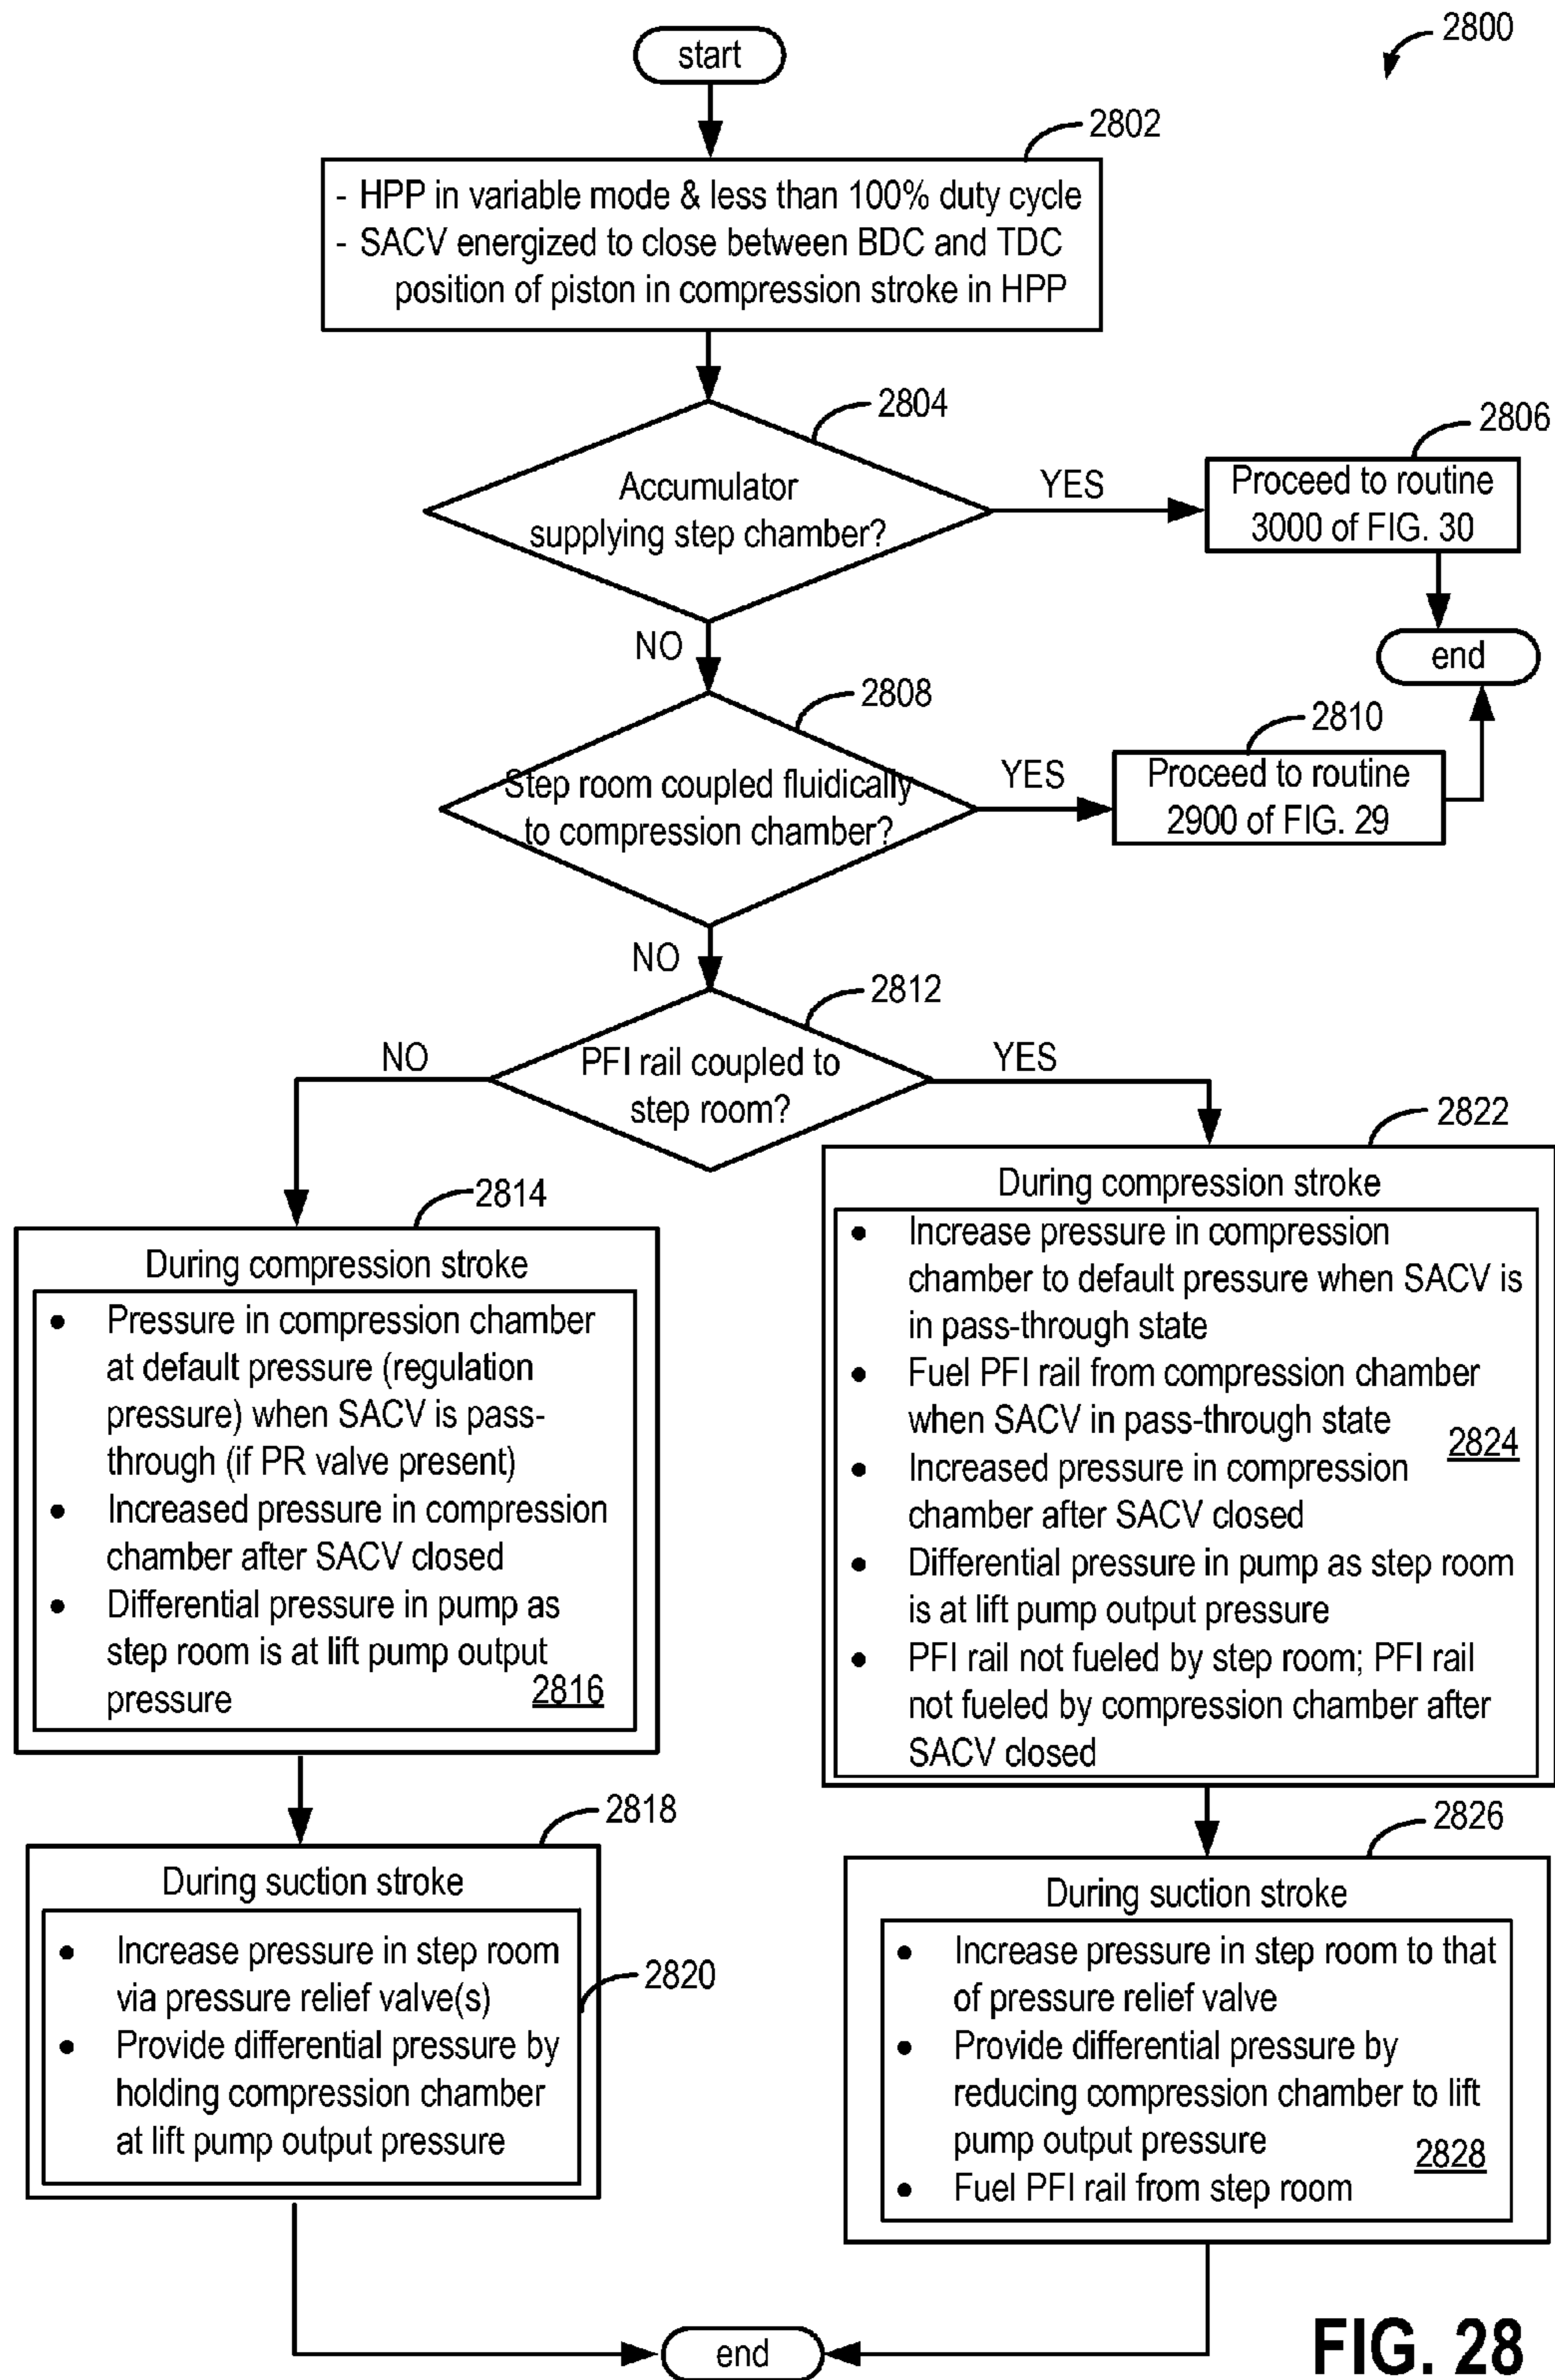 2800
start
2802
- HPP in variable mode & less than 100% duty cycle
- SACV energized to close between BDC and TDC
position of piston in compression stroke in HPP
2804
Accumulator
supplying step chamber?
YES
2806
Proceed to routine
3000 of FIG. 30
end
NO
2808
Step room coupled fluidically
to compression chamber?
YES
2810
Proceed to routine
2900 of FIG. 29
NO
2812
PFI rail coupled to
step room?
NO
YES
2814
During compression stroke
• Pressure in compression chamber
at default pressure (regulation
pressure) when SACV is pass-
through (if PR valve present)
• Increased pressure in compression
chamber after SACV closed
• Differential pressure in pump as
step room is at lift pump output
pressure
2816
2818
During suction stroke
• Increase pressure in step room
via pressure relief valve(s)
• Provide differential pressure by
holding compression chamber
at lift pump output pressure
2820
2822
During compression stroke
• Increase pressure in compression
chamber to default pressure when SACV is
in pass-through state
• Fuel PFI rail from compression chamber
when SACV in pass-through state
2824
• Increased pressure in compression
chamber after SACV closed
• Differential pressure in pump as step room
is at lift pump output pressure
• PFI rail not fueled by step room; PFI rail
not fueled by compression chamber after
SACV closed
2826
During suction stroke
• Increase pressure in step room to that
of pressure relief valve
• Provide differential pressure by
reducing compression chamber to lift
pump output pressure
2828
• Fuel PFI rail from step room
end
FIG. 28